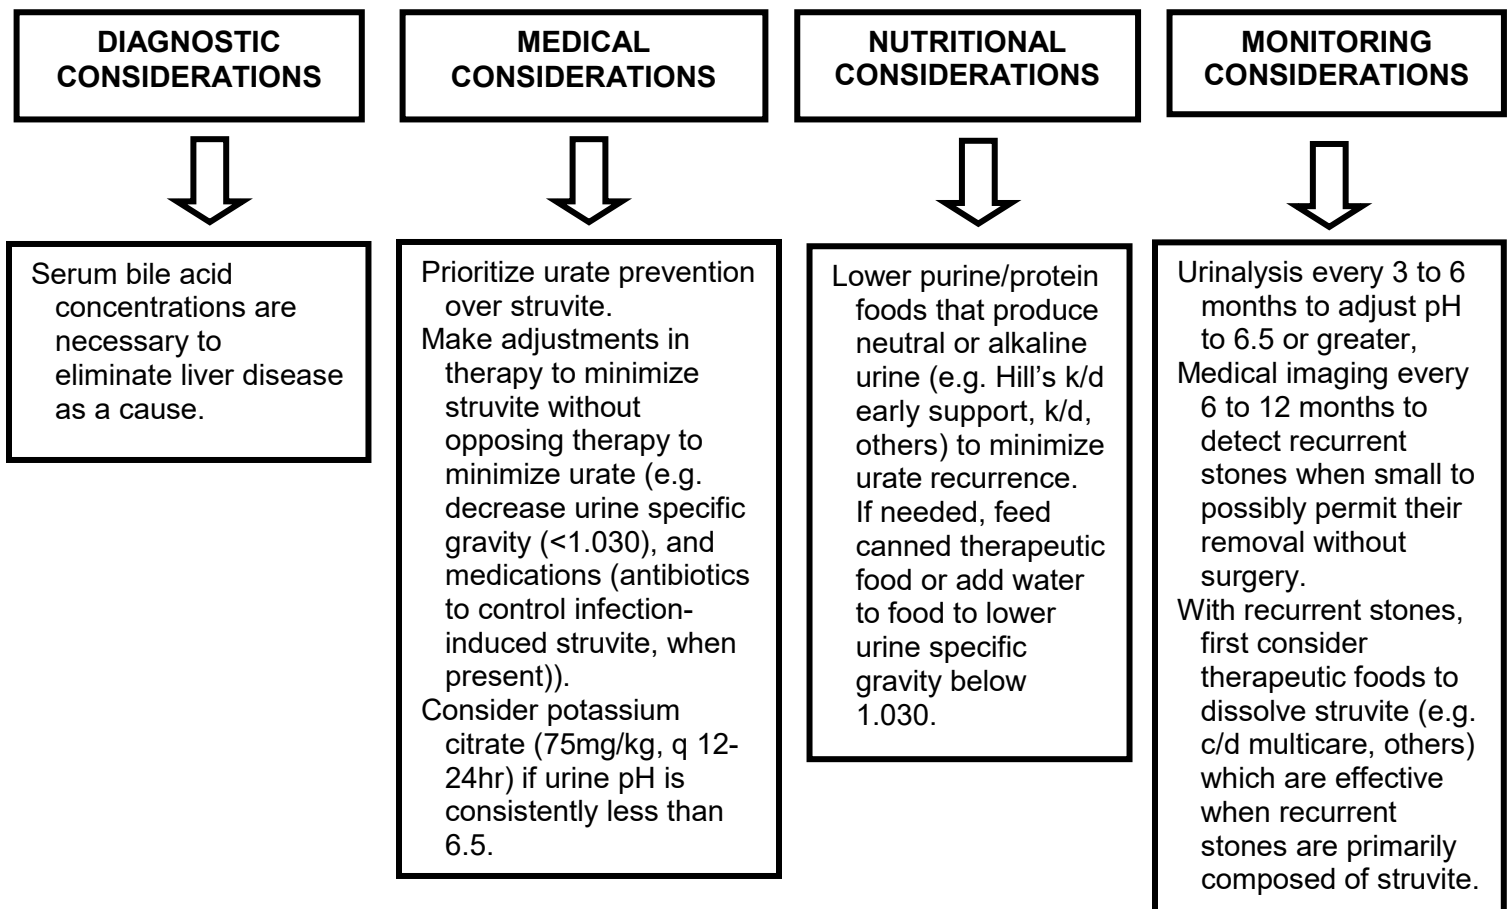 DIAGNOSTIC
CONSIDERATIONS
Serum bile acid
concentrations are
necessary to
eliminate liver disease
as a cause.
MEDICAL
CONSIDERATIONS
Prioritize urate prevention
over struvite.
Make adjustments in
therapy to minimize
struvite without
opposing therapy to
minimize urate (e.g.
decrease urine specific
gravity (<1.030), and
medications (antibiotics
to control infection-
induced struvite, when
present)).
Consider potassium
citrate (75mg/kg, q 12-
24hr) if urine pH is
consistently less than
6.5.
NUTRITIONAL
CONSIDERATIONS
Lower purine/protein
foods that produce
neutral or alkaline
urine (e.g. Hill’s k/d
early support, k/d,
others) to minimize
urate recurrence.
If needed, feed
canned therapeutic
food or add water
to food to lower
urine specific
gravity below
1.030.
MONITORING
CONSIDERATIONS
Urinalysis every 3 to 6
months to adjust pH
to 6.5 or greater,
Medical imaging every
6 to 12 months to
detect recurrent
stones when small to
possibly permit their
removal without
surgery.
With recurrent stones,
first consider
therapeutic foods to
dissolve struvite (e.g.
c/d multicare, others)
which are effective
when recurrent
stones are primarily
composed of struvite.